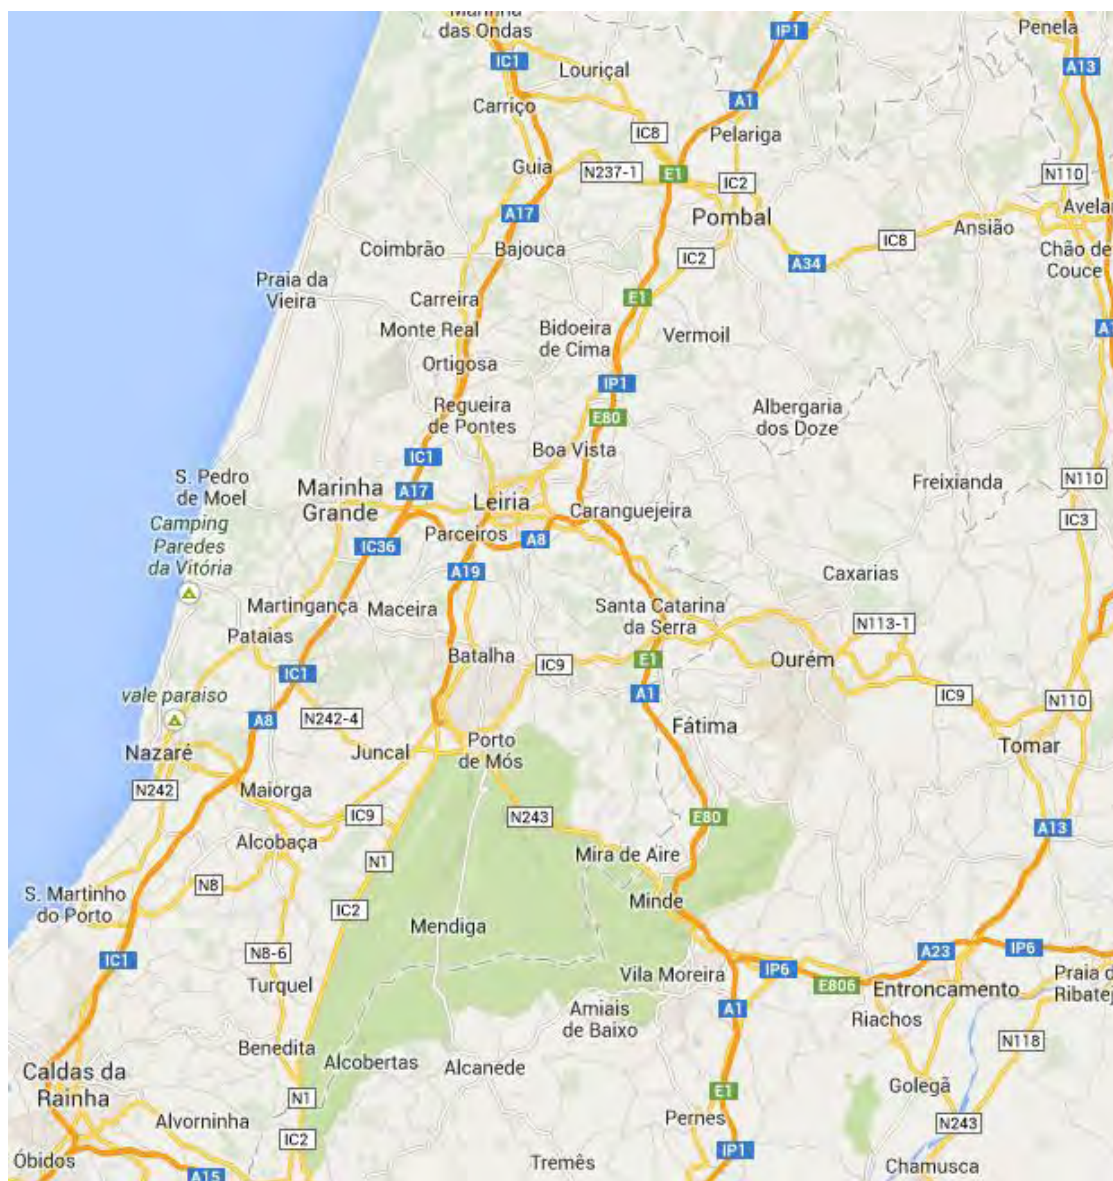 Marinha
das Ondas
IP1
Penela
IC1
Louriçal
A13
A1
Carriço
IC8
Pelariga
Guia
N237-1
E1
IC2
N110
A17
Pombal
Avelar
Ansião
IC8
Coimbrão
Bajouca
IC2
A34
Chão de
Couce
Praia da
Vieira
Carreira
E1
Monte Real
Bidoeira
de Cima
Vermoil
Ortigosa
IP1
Regueira
de Pontes
E80
Albergaria
dos Doze
IC1
Boa Vista
S. Pedro
de Moel
Marinha
Grande
A17
Leiria
Freixianda
N110
Camping
Paredes
da Vitória
Caranguejeira
IC3
IC36
Parceiros
A8
A19
Caxarias
Martingança
Maceira
Santa Catarina
da Serra
N113-1
Pataias
Batalha
IC9
E1
Ourém
IC1
A1
IC9
N110
vale paraiso
A8
N242-4
Fátima
Nazaré
Juncal
Porto
de Mós
Tomar
N242
Maiorga
IC9
N243
E80
A13
Alcobaça
N1
Mira de Aire
N8
S. Martinho
do Porto
IC2
Minde
Mendiga
IC1
N8-6
A23
IP6
Turquel
Vila Moreira
IP6
E806
Entroncamento
Praia d
Ribatej
A1
Amiais
de Baixo
Riachos
N118
Benedita
Alcobertas
Alcanede
Caldas da
Rainha
N1
E1
Golegã
Alvorninha
Pernes
N243
IC2
IP1
Óbidos
A15
Tremês
Chamusca